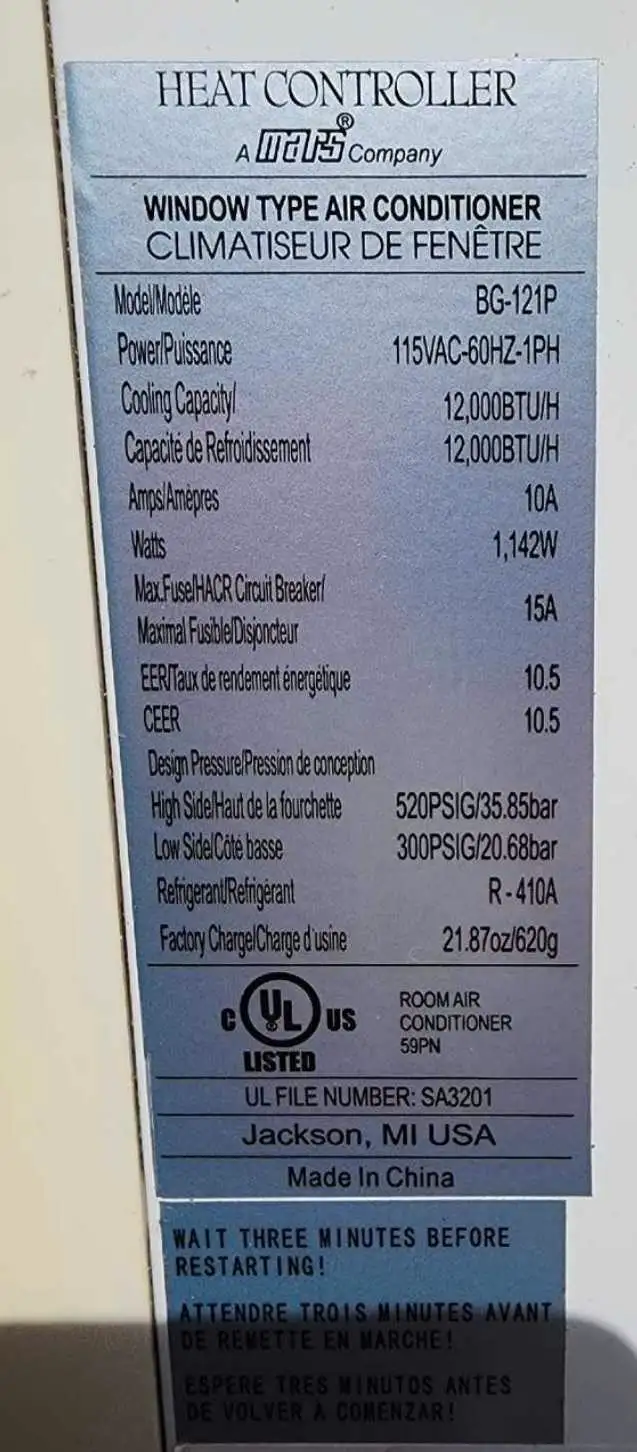 HEAT CONTROLLER
A mars® Company
WINDOW TYPE AIR CONDITIONER
CLIMATISEUR DE FENÊTRE
Model/Modèle BG-121P
Power/Puissance 115VAC-60HZ-1PH
Cooling Capacity/ 12,000BTU/H
Capacité de Refroidissement 12,000BTU/H
Amps/Amèpres 10A
Watts 1,142W
Max.Fuse/HACR Circuit Breaker/
Maximal Fusible/Disjoncteur 15A
EER/Taux de rendement énergétique 10.5
CEER 10.5
Design Pressure/Pression de conception
High Side/Haut de la fourchette 520PSIG/35.85bar
Low Side/Côté basse 300PSIG/20.68bar
Refrigerant/Refrigérant R-410A
Factory Charge/Charge d'usine 21.87oz/620g
C UL US LISTED
ROOM AIR
CONDITIONER
59PN
UL FILE NUMBER: SA3201
Jackson, MI USA
Made In China
WAIT THREE MINUTES BEFORE
RESTARTING!
ATTENDRE TROIS MINUTES AVANT
DE REMETTE EN MARCHE!
ESPERE TRES MINUTOS ANTES
DE VOLVER A COMENZAR!